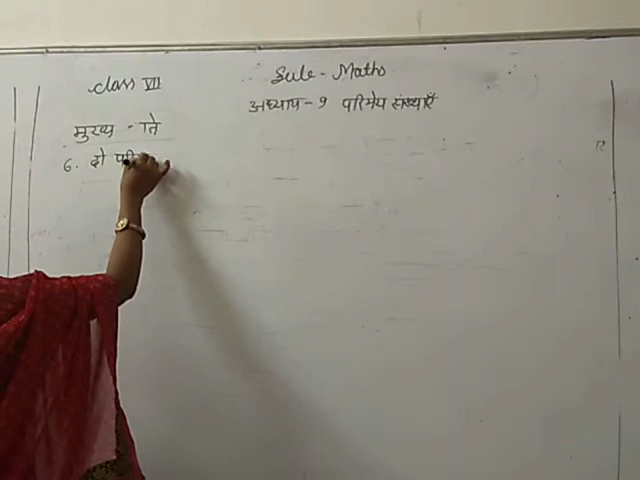 Class VII
Sub- Maths
अध्याय - 9 परिमेय संख्याएँ
मुख्य -
6. दो